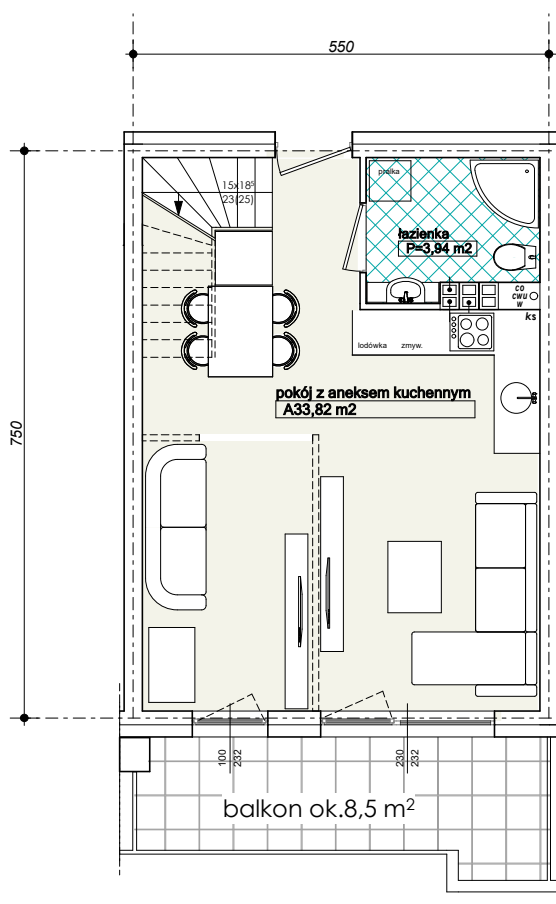 550
15x18⁵
23(25)
pralka
łazienka
P=3,94 m2
CO
CWU
W
ks
lodówka zmyw.
pokój z aneksem kuchennym
A33,82 m2
750
100
232
230
232
balkon ok.8,5 m²